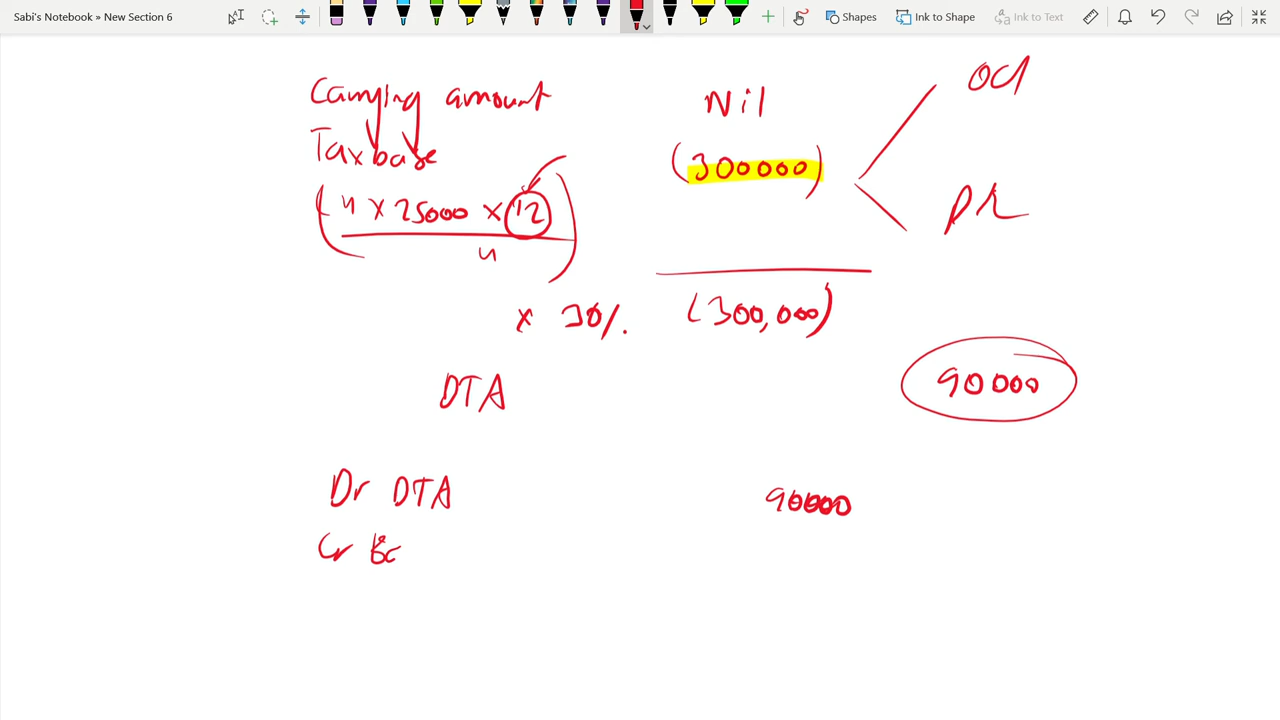 Sabi's Notebook » New Section 6
Shapes
Ink to Shape
Ink to Text
Carrying amount Nil
OCI
Tax base (300000)
(4 × 25000 × 12)
4
× 30% (300,000)
90000
DTA
Dr DTA 90000
Cr